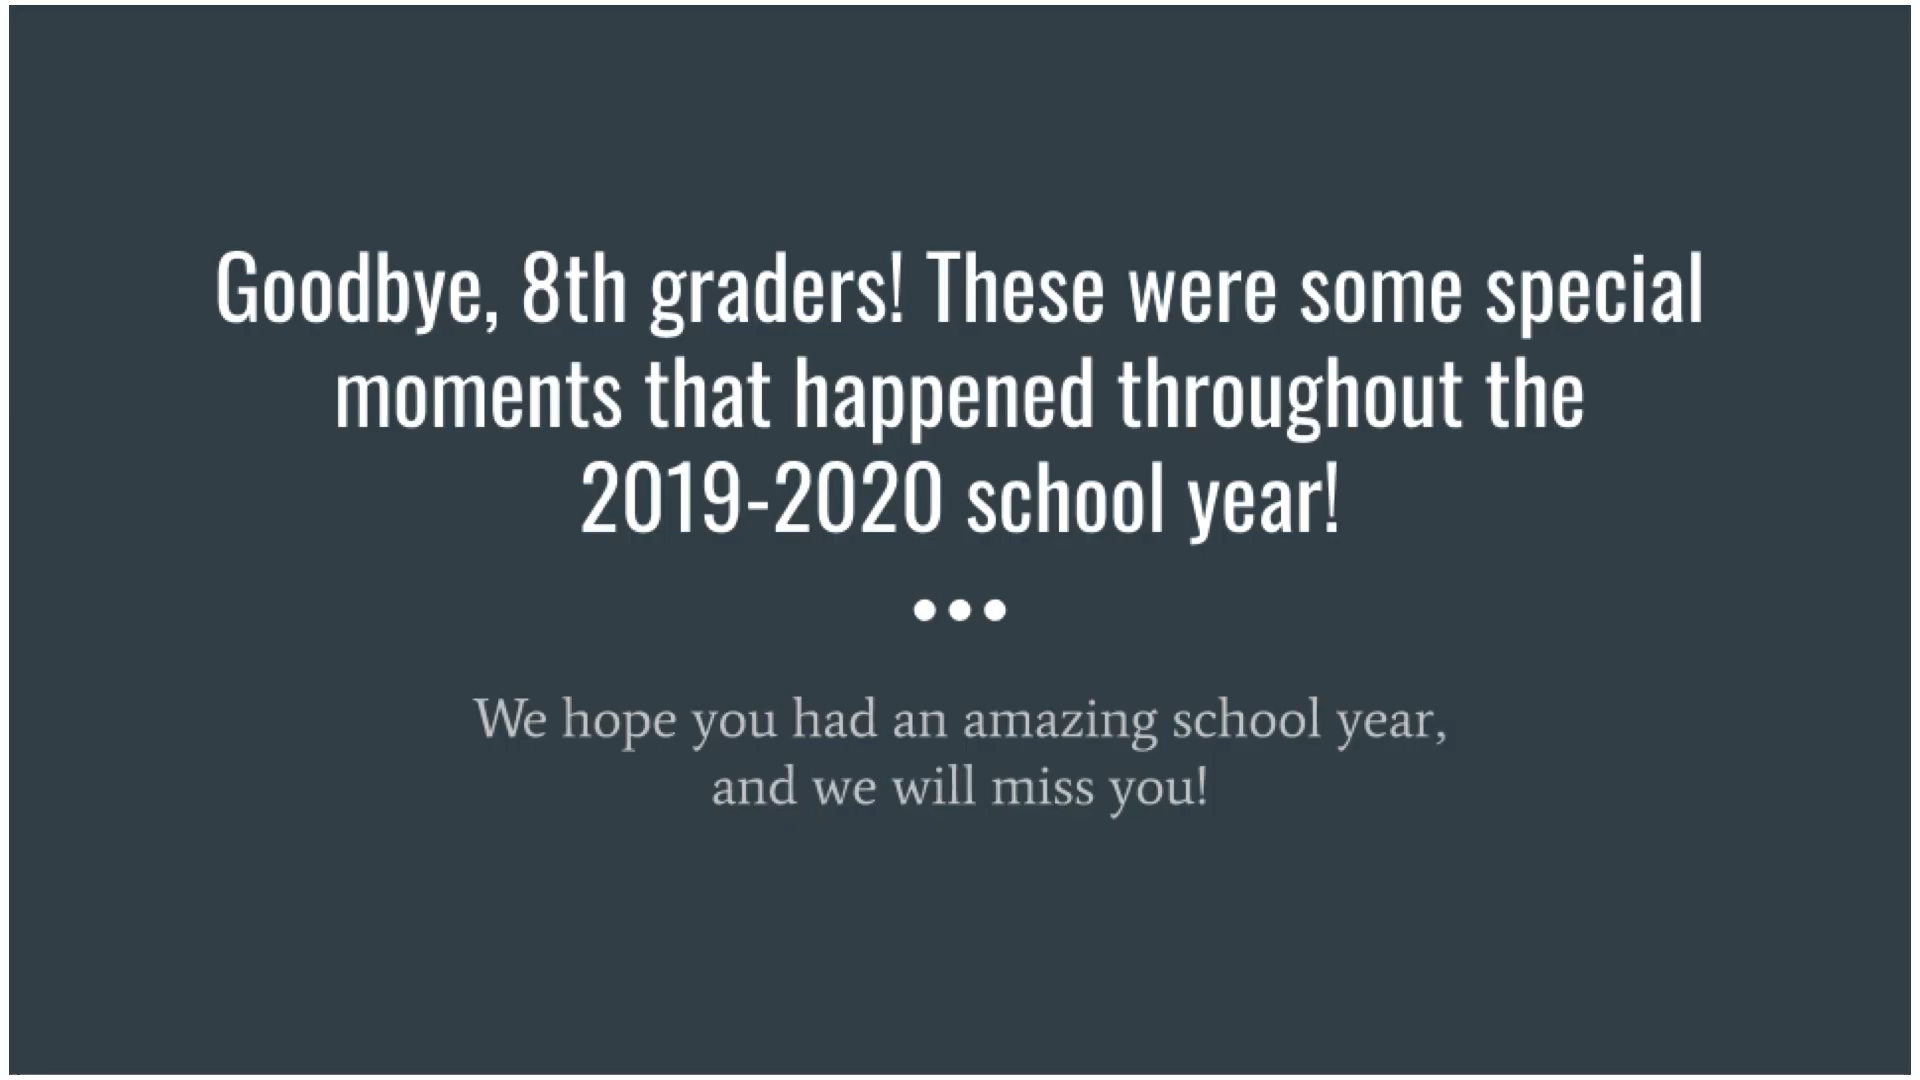 Goodbye, 8th graders! These were some special
moments that happened throughout the
2019-2020 school year!
We hope you had an amazing school year,
and we will miss you!